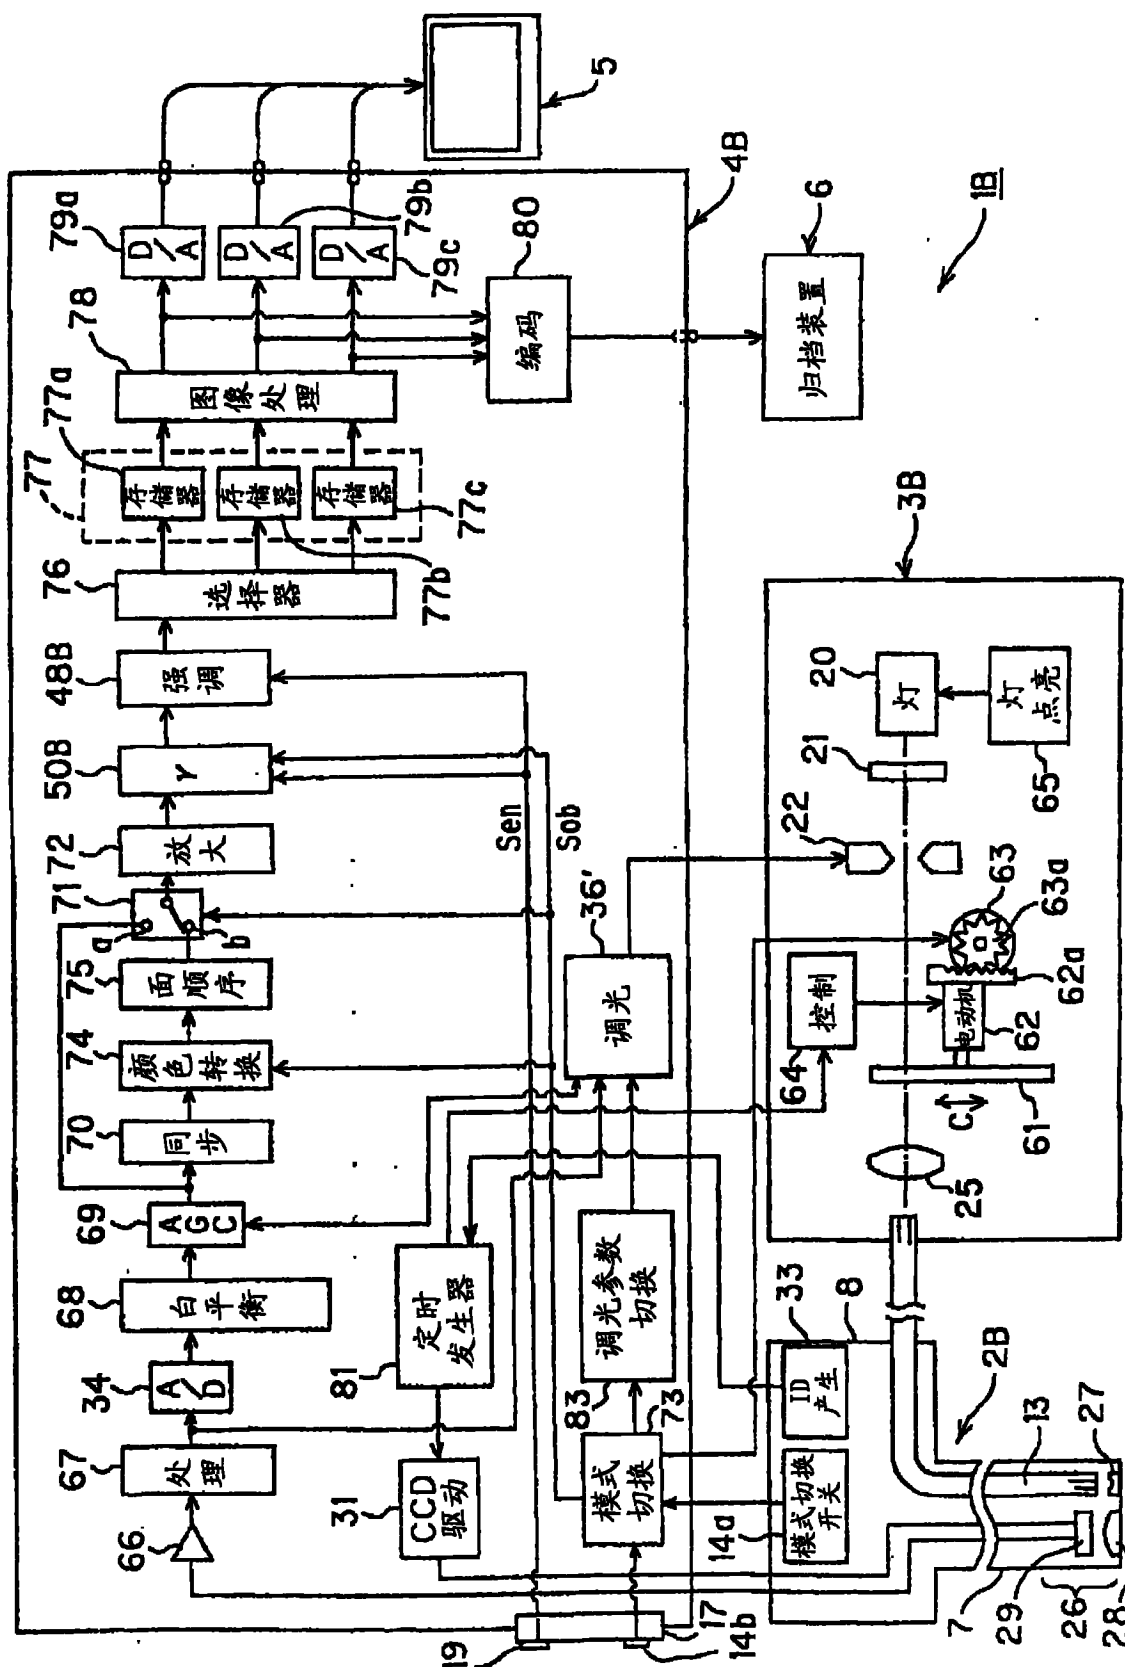 66
67
处理
34
A/D
68
白平衡
69
AGC
70
同步
74
颜色转换
75
面顺序
71
a
b
72
放大
50B
γ
48B
强调
76
选择器
77
77a
存储器
77b
存储器
77c
存储器
78
图像处理
79a
D/A
79b
D/A
79c
D/A
5
80
编码
4B
6
归档装置
1B
Sen
Sob
81
定时发生器
31
CCD驱动
83
调光参数切换
73
模式切换
36'
调光
19
17
14b
14a
模式切换开关
33
ID产生
8
2B
13
27
7
29
26
28
3B
20
灯
65
灯点亮
21
22
63
63a
62a
62
电动机
64
控制
61
C
25